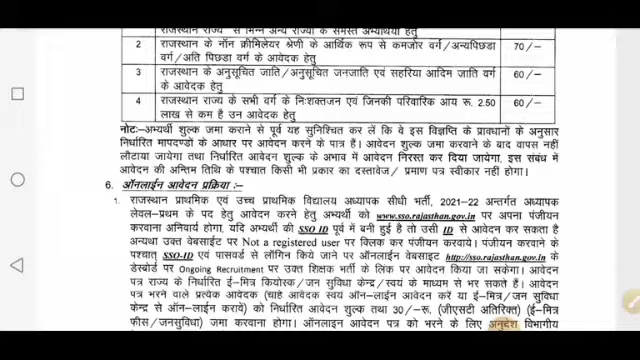 राजस्थान राज्य से भिन्न अन्य राज्यों के समस्त अभ्यर्थियों हेतु
2 राजस्थान के नॉन क्रीमिलेयर श्रेणी के आर्थिक रूप से कमजोर वर्ग/अन्यपिछडा 70/–
वर्ग/अति पिछडा वर्ग के आवेदक हेतु
3 राजस्थान के अनुसूचित जाति/अनुसूचित जनजाति एवं सहरिया आदिम जाति वर्ग 60/–
के आवेदक हेतु
4 राजस्थान राज्य के सभी वर्ग के निःशक्तजन एवं जिनकी परिवारिक आय रू. 2.50 60/–
लाख से कम है उन आवेदक हेतु
नोटः–अभ्यर्थी शुल्क जमा कराने से पूर्व यह सुनिश्चित कर लें कि वे इस विज्ञप्ति के प्रावधानों के अनुसार
निर्धारित मापदण्डों के आधार पर आवेदन करने के पात्र हैं। आवेदन शुल्क जमा करवाने के बाद वापस नहीं
लौटाया जायेगा तथा निर्धारित आवेदन शुल्क के अभाव में आवेदन निरस्त कर दिया जायेगा, इस संबंध में
आवेदन की अन्तिम तिथि के पश्चात किसी भी प्रकार का दस्तावेज/प्रमाण पत्र स्वीकार नहीं होगा।
6. ऑनलाईन आवेदन प्रक्रिया :–
1. राजस्थान प्राथमिक एवं उच्च प्राथमिक विद्यालय अध्यापक सीधी भर्ती, 2021-22 अन्तर्गत अध्यापक
लेवल–प्रथम के पद हेतु आवेदन करने हेतु अभ्यर्थी को www.sso.rajasthan.gov.in पर अपना पंजीयन
करवाना अनिवार्य होगा, यदि अभ्यर्थी की SSO ID पूर्व में बनी हुई है तो उसी ID से आवेदन कर सकता है
अन्यथा उक्त वेबसाईट पर Not a registered user पर क्लिक कर पंजीयन करवाये। पंजीयन करवाने के
पश्चात् SSO-ID एवं पासवर्ड से लॉगिन किये जाने पर ऑनलाईन वेबसाइट http://sso.rajasthan.gov.in के
डेस्बोर्ड पर Ongoing Recruitment पर उक्त शिक्षक भर्ती के लिंक पर आवेदन किया जा सकेगा। आवेदन
पत्र राज्य के निर्धारित ई–मित्र कियोस्क/जन सुविधा केन्द्र/स्वयं के माध्यम से भर सकते हैं। आवेदन
पत्र भरने वाले प्रत्येक आवेदक (चाहे आवेदक स्वयं ऑन–लाईन आवेदन करे या ई–मित्र/जन सुविधा
केन्द्र से ऑन–लाईन करावें) को निर्धारित आवेदन शुल्क तथा 30/–रू. (जीएसटी अतिरिक्त) (ई–मित्र
फीस/जनसुविधा) जमा करवाना होगा। ऑनलाइन आवेदन पत्र को भरने के लिए अनुदेश विभागीय